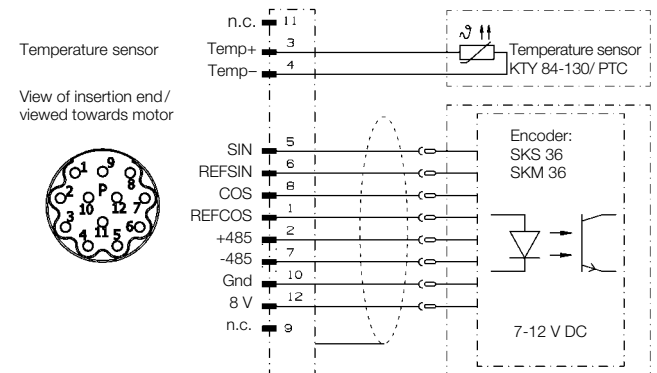 n.c. 11
Temperature sensor
Temp+ 3
Temp– 4
ϑ
Temperature sensor
KTY 84-130/ PTC
View of insertion end/
viewed towards motor
1 9 8
2 P 7
10 12
3 11 6
4 5
SIN 5
REFSIN 6
COS 8
REFCOS 1
+485 2
-485 7
Gnd 10
8 V 12
n.c. 9
Encoder:
SKS 36
SKM 36
7-12 V DC